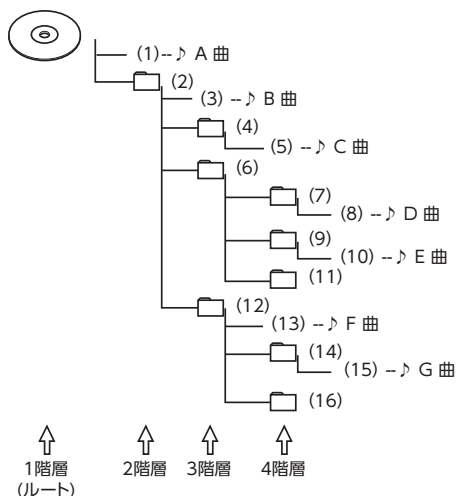 (1)--♪ A 曲
(2)
(3) --♪ B 曲
(4)
(5) --♪ C 曲
(6)
(7)
(8) --♪ D 曲
(9)
(10) --♪ E 曲
(11)
(12)
(13) --♪ F 曲
(14)
(15) --♪ G 曲
(16)
1階層 2階層 3階層 4階層
(ルート)